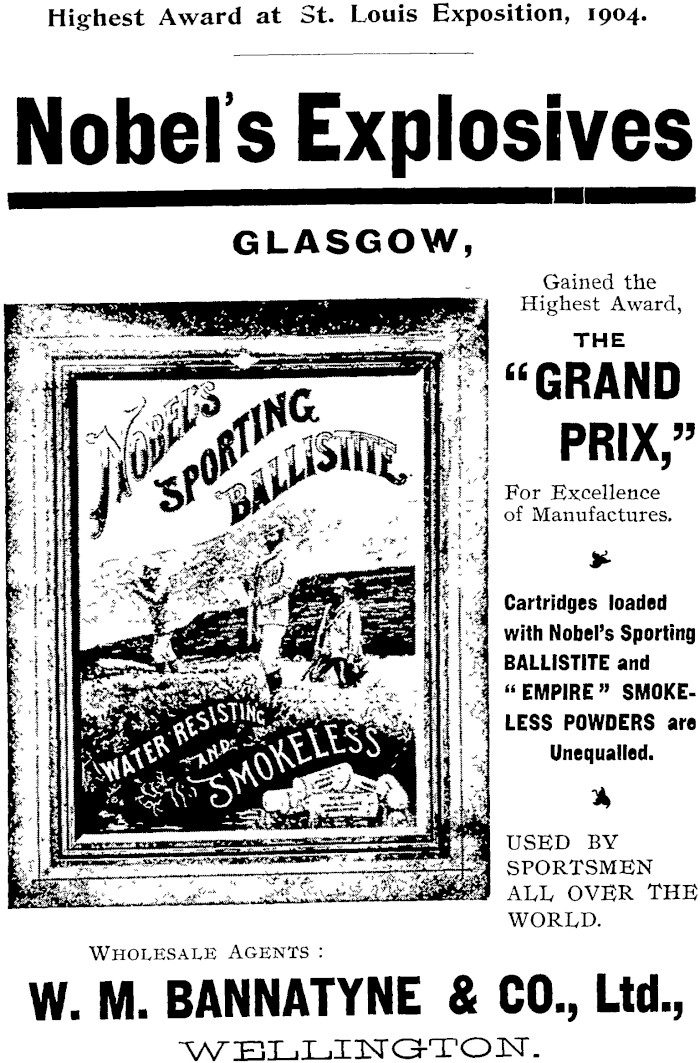 Highest Award at St. Louis Exposition, 1904.
Nobel's Explosives
GLASGOW,
Gained the
Highest Award,
THE
"GRAND
PRIX,"
For Excellence
of Manufactures.
Cartridges loaded
with Nobel's Sporting
BALLISTITE and
"EMPIRE" SMOKE-
LESS POWDERS are
Unequalled.
USED BY
SPORTSMEN
ALL OVER THE
WORLD.
NOBEL'S
SPORTING
BALLISTITE
WATER RESISTING
AND
SMOKELESS
WHOLESALE AGENTS :
W. M. BANNATYNE & CO., Ltd.,
WELLINGTON.